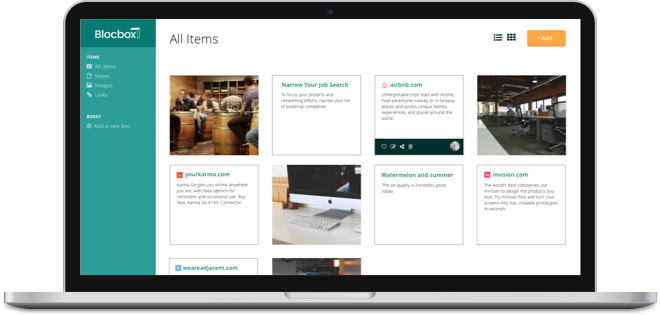 Blocbox
All Items
+ Add
ITEMS
All Items
Notes
Images
Links
BOXES
Add a new box
Narrow Your Job Search
To focus your projects and
networking efforts, narrow your list
of potential companies.
airbnb.com
Unforgettable trips start with Airbnb.
Find adventures nearby or in faraway
places and access unique homes,
experiences, and places around the
world.
yourkarma.com
Karma Go gets you online anywhere
you are, with data options for
consistent and occasional use. Buy
Now. Karma Go $149. Connector
Watermelon and summer
The air quality is incredibly good
today.
invision.com
The world's best companies use
InVision to design the products you
love. Try InVision free and turn your
screens into live, clickable prototypes
in seconds
weareadjacent.com